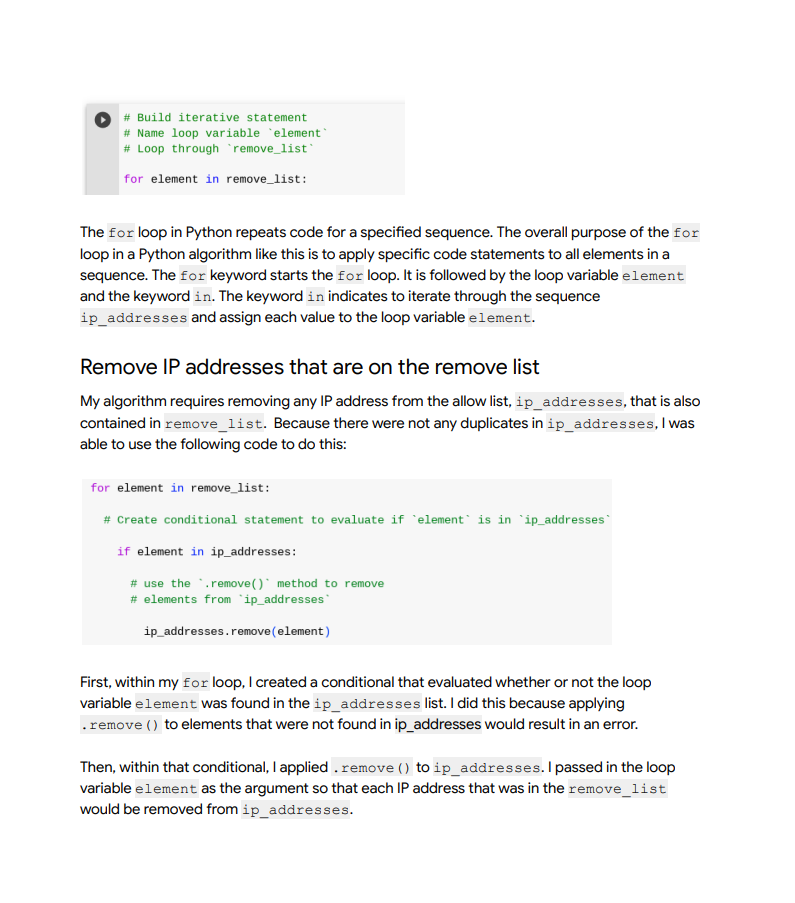 # Build iterative statement
# Name loop variable `element`
# Loop through `remove_list`
for element in remove_list:
The for loop in Python repeats code for a specified sequence. The overall purpose of the for
loop in a Python algorithm like this is to apply specific code statements to all elements in a
sequence. The for keyword starts the for loop. It is followed by the loop variable element
and the keyword in. The keyword in indicates to iterate through the sequence
ip_addresses and assign each value to the loop variable element.
Remove IP addresses that are on the remove list
My algorithm requires removing any IP address from the allow list, ip_addresses, that is also
contained in remove_list. Because there were not any duplicates in ip_addresses, I was
able to use the following code to do this:
for element in remove_list:
# Create conditional statement to evaluate if `element` is in `ip_addresses`
if element in ip_addresses:
# use the `.remove()` method to remove
# elements from `ip_addresses`
ip_addresses.remove(element)
First, within my for loop, I created a conditional that evaluated whether or not the loop
variable element was found in the ip_addresses list. I did this because applying
.remove() to elements that were not found in ip_addresses would result in an error.
Then, within that conditional, I applied .remove() to ip_addresses. I passed in the loop
variable element as the argument so that each IP address that was in the remove_list
would be removed from ip_addresses.